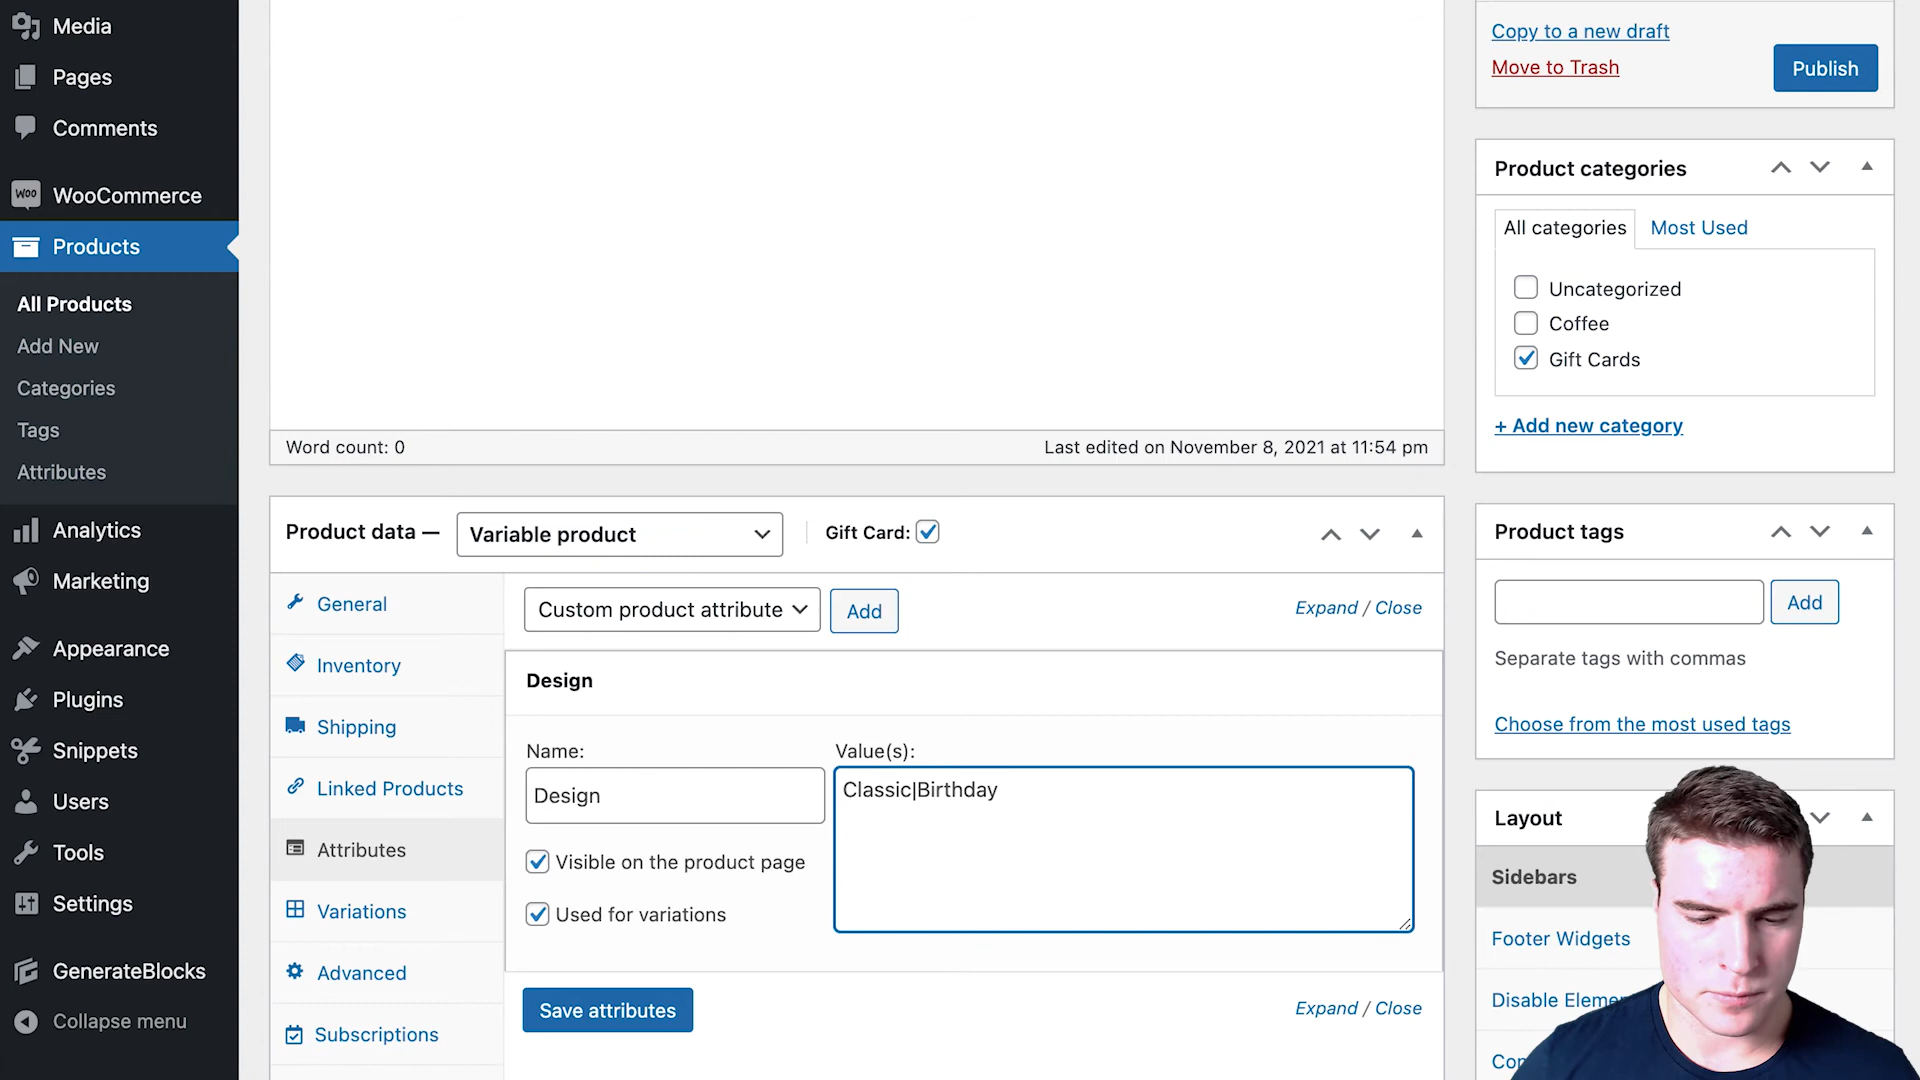 Media
Pages
Comments
WOO
WooCommerce
Products
All Products
Add New
Categories
Tags
Attributes
Analytics
Marketing
Appearance
Plugins
Snippets
Users
Tools
Settings
GenerateBlocks
Collapse menu
Word count: 0
Last edited on November 8, 2021 at 11:54 pm
Product data —
Variable product
Gift Card:
General
Inventory
Shipping
Linked Products
Attributes
Variations
Advanced
Subscriptions
Custom product attribute
Add
Expand / Close
Design
Name:
Design
Value(s):
Classic|Birthday
Visible on the product page
Used for variations
Save attributes
Expand / Close
Copy to a new draft
Move to Trash
Publish
Product categories
All categories
Most Used
Uncategorized
Coffee
Gift Cards
+ Add new category
Product tags
Add
Separate tags with commas
Choose from the most used tags
Layout
Sidebars
Footer Widgets
Disable